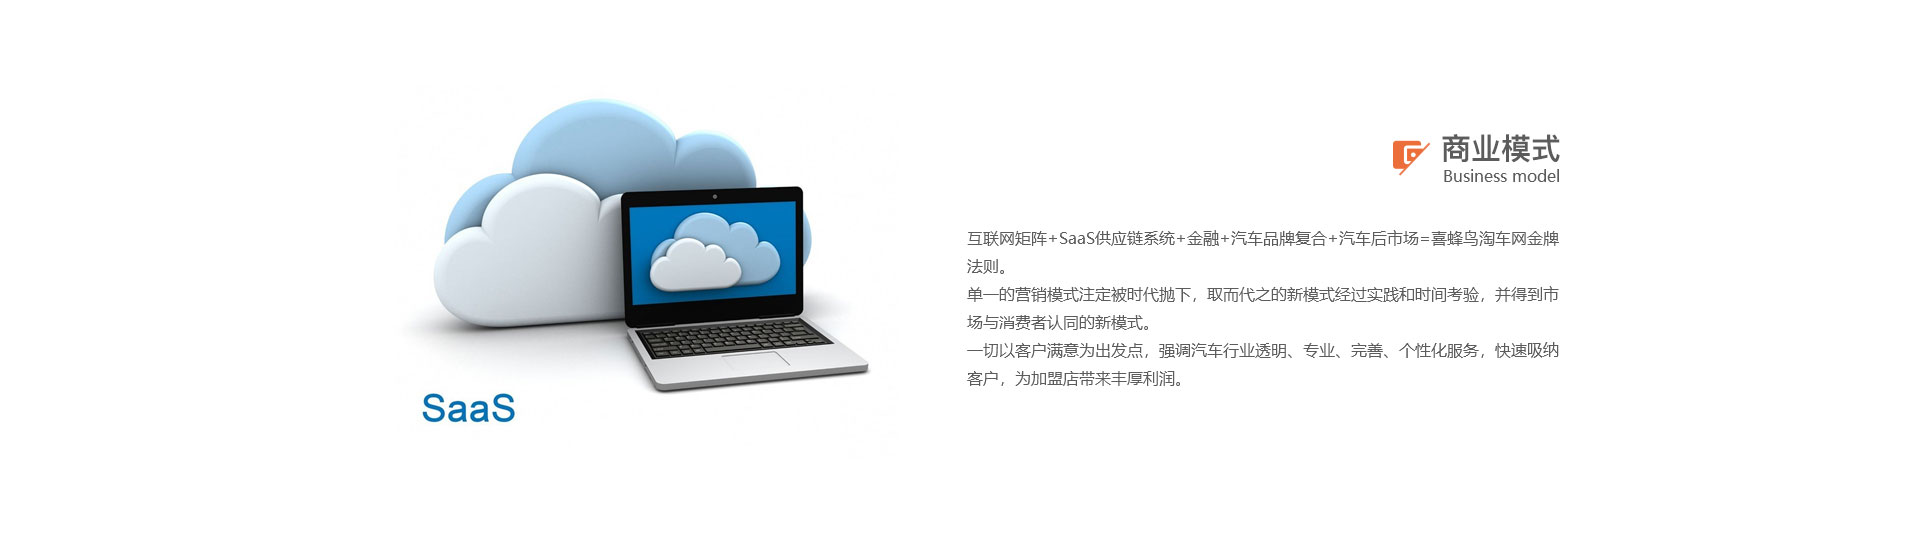 商业模式
Business model
互联网矩阵+SaaS供应链系统+金融+汽车品牌复合+汽车后市场=喜蜂鸟淘车网金牌
法则。
单一的营销模式注定被时代抛下，取而代之的新模式经过实践和时间考验，并得到市
场与消费者认同的新模式。
一切以客户满意为出发点，强调汽车行业透明、专业、完善、个性化服务，快速吸纳
客户，为加盟店带来丰厚利润。
SaaS